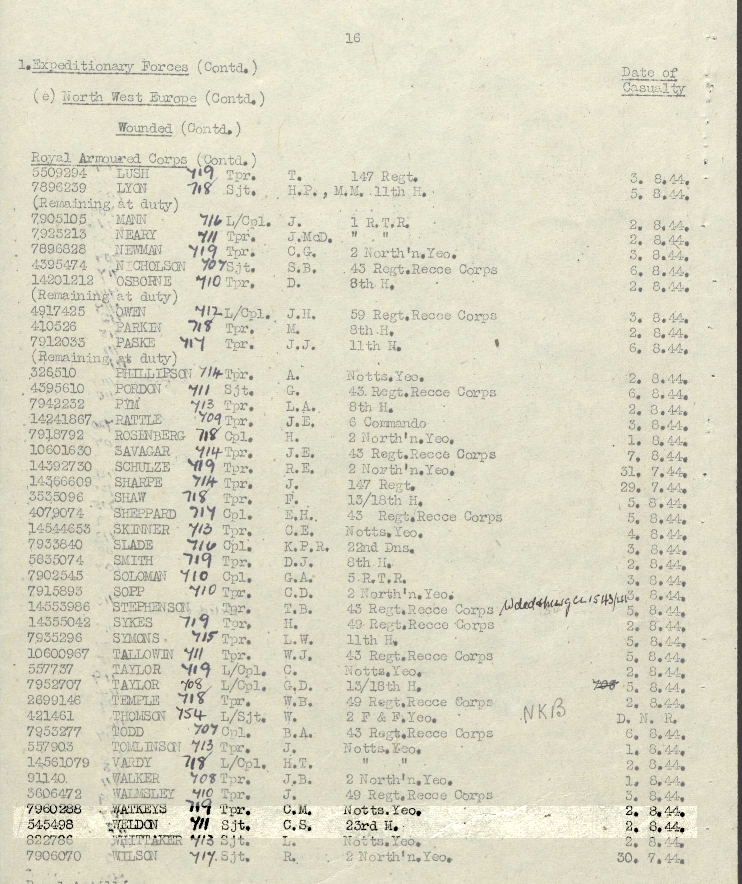 16
1. Expeditionary Forces (Contd.)
Date of
Casualty
(e) North West Europe (Contd.)
Wounded (Contd.)
Royal Armoured Corps (Contd.)
5509294 LUSH 719 Tpr. T. 147 Regt. 3. 8.44.
7896239 LYON 718 Sjt. H.P., M.M. 11th H. 5. 8.44.
(Remaining at duty)
7905105 MANN 716 L/Cpl. J. 1 R.T.R. 2. 8.44.
7925213 NEARY 711 Tpr. J.McD. " " 2. 8.44.
7896828 NEWMAN 719 Tpr. C.G. 2 North'n.Yeo. 3. 8.44.
4395474 NICHOLSON 707 Sjt. S.B. 43 Regt.Recce Corps 6. 8.44.
14201212 OSBORNE 710 Tpr. D. 8th H. 2. 8.44.
(Remaining at duty)
4917425 OWEN 712 L/Cpl. J.H. 59 Regt.Recce Corps 3. 8.44.
410526 PARKIN 718 Tpr. M. 8th H. 2. 8.44.
7912033 PASKE 717 Tpr. J.J. 11th H. 6. 8.44.
(Remaining at duty)
328510 PHILLIPSON 714 Tpr. A. Notts.Yeo. 2. 8.44.
4395610 PORDON 711 Sjt. G. 43 Regt.Recce Corps 6. 8.44.
7942232 PYM 713 Tpr. L.A. 8th H. 2. 8.44.
14241867 RATTLE 709 Tpr. J.E. 6 Commando 3. 8.44.
7918792 ROSENBERG 718 Cpl. H. 2 North'n.Yeo. 1. 8.44.
10601630 SAVAGAR 714 Tpr. J.E. 43 Regt.Recce Corps 7. 8.44.
14392730 SCHULZE 719 Tpr. R.E. 2 North'n.Yeo. 31. 7.44.
14366609 SHARPE 714 Tpr. J. 147 Regt. 29. 7.44.
3535096 SHAW 718 Tpr. F. 13/18th H. 5. 8.44.
4079074 SHEPPARD 717 Cpl. E.H. 43 Regt.Recce Corps 5. 8.44.
14544653 SKINNER 713 Tpr. C.E. Notts.Yeo. 4. 8.44.
7933840 SLADE 716 Cpl. K.P.R. 22nd Dns. 3. 8.44.
5835074 SMITH 719 Tpr. D.J. 8th H. 2. 8.44.
7902545 SOLOMAN 710 Cpl. G.A. 5 R.T.R. 3. 8.44.
7915893 SOPP 710 Tpr. C.D. 2 North'n.Yeo. 3. 8.44.
14553986 STEPHENSON Tpr. T.B. 43 Regt.Recce Corps 5. 8.44.
14355042 SYKES 719 Tpr. H. 49 Regt.Recce Corps 2. 8.44.
7935296 SYMONS 715 Tpr. L.W. 11th H. 5. 8.44.
10600967 TALLOWIN 711 Tpr. W.J. 43 Regt.Recce Corps 5. 8.44.
557737 TAYLOR 719 L/Cpl. C. Notts.Yeo. 2. 8.44.
7952707 TAYLOR 708 L/Cpl. G.D. 13/18th H. 708 5. 8.44.
2699146 TEMPLE 718 Tpr. W.B. 49 Regt.Recce Corps 2. 8.44.
421461 THOMSON 754 L/Sjt. W. 2 F & F.Yeo. NKB D. N. R.
7953277 TODD 707 Cpl. B.A. 43 Regt.Recce Corps 6. 8.44.
557903 TOMLINSON 713 Tpr. J. Notts.Yeo. 1. 8.44.
14561079 VARDY 718 L/Cpl. H.T. " " 2. 8.44.
91140 WALKER 708 Tpr. J.B. 2 North'n.Yeo. 1. 8.44.
3606472 WALMSLEY 710 Tpr. J. 49 Regt.Recce Corps 3. 8.44.
7960288 WATKEYS 719 Tpr. C.M. Notts.Yeo. 2. 8.44.
545498 WELDON 711 Sjt. C.S. 23rd H. 2. 8.44.
822786 WHITTAKER 713 Sjt. L. Notts.Yeo. 2. 8.44.
7906070 WILSON 717 Sjt. R. 2 North'n.Yeo. 30. 7.44.